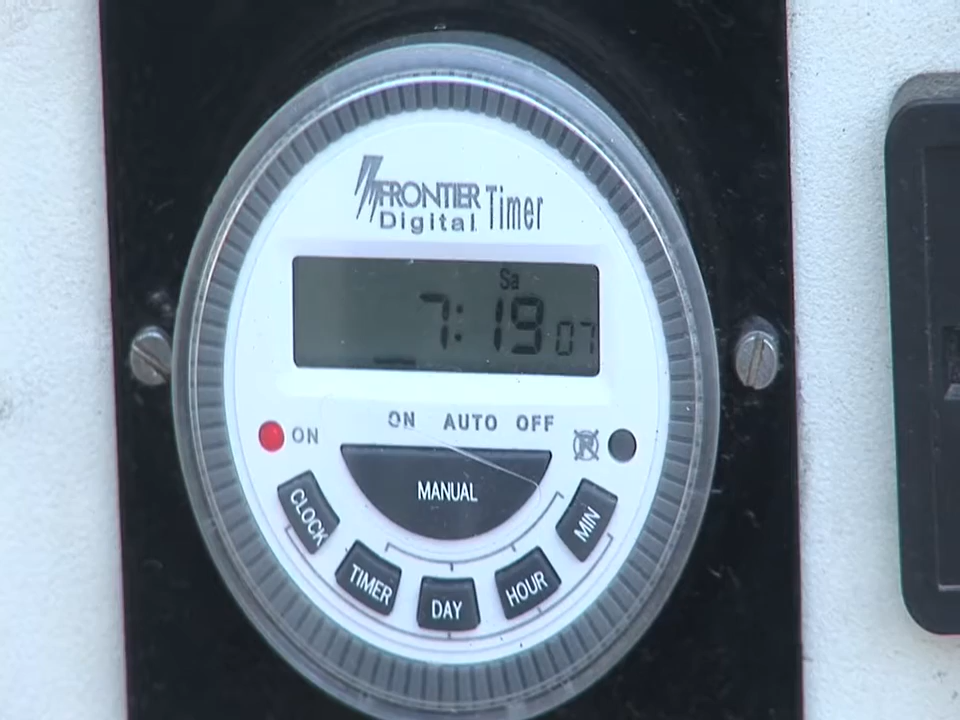 FRONTIER
Digital Timer
Sa
7:19 07
ON AUTO OFF
ON
R
MANUAL
CLOCK
TIMER
DAY
HOUR
MIN